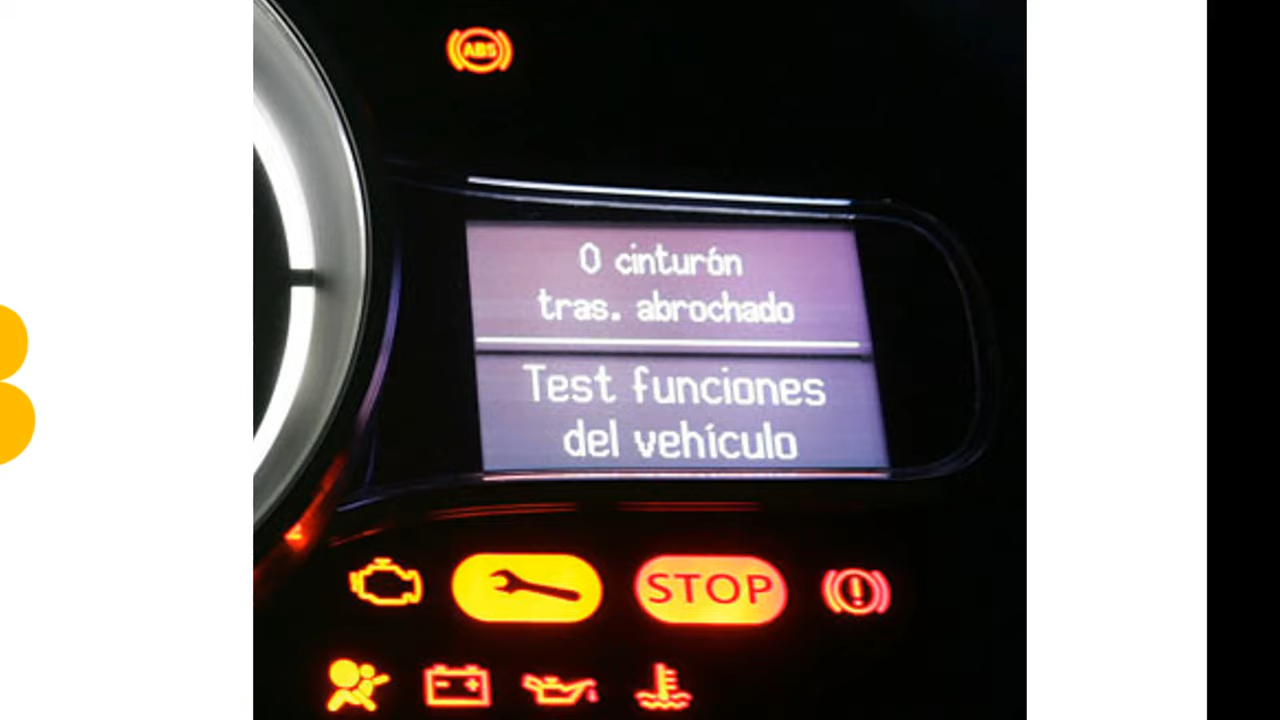 ABS
0 cinturón
tras. abrochado
Test funciones
del vehículo
STOP